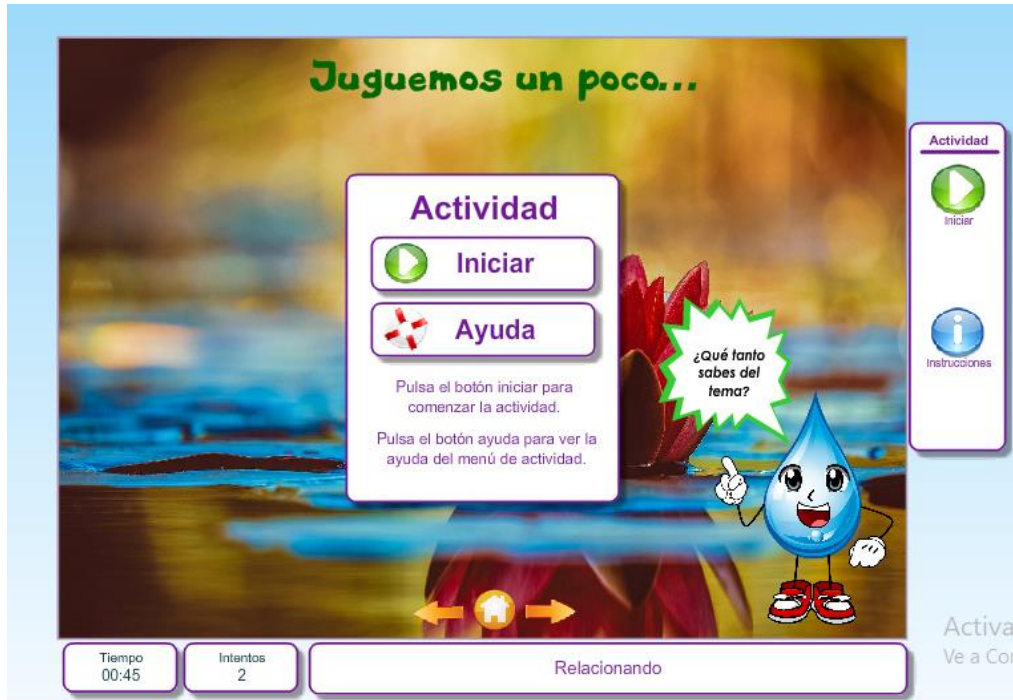 Juguemos un poco...
Actividad
Iniciar
Ayuda
Pulsa el botón iniciar para
comenzar la actividad.
Pulsa el botón ayuda para ver la
ayuda del menú de actividad.
¿Qué tanto
sabes del
tema?
Actividad
Iniciar
Instrucciones
Tiempo
00:45
Intentos
2
Relacionando
Activa
Ve a Con